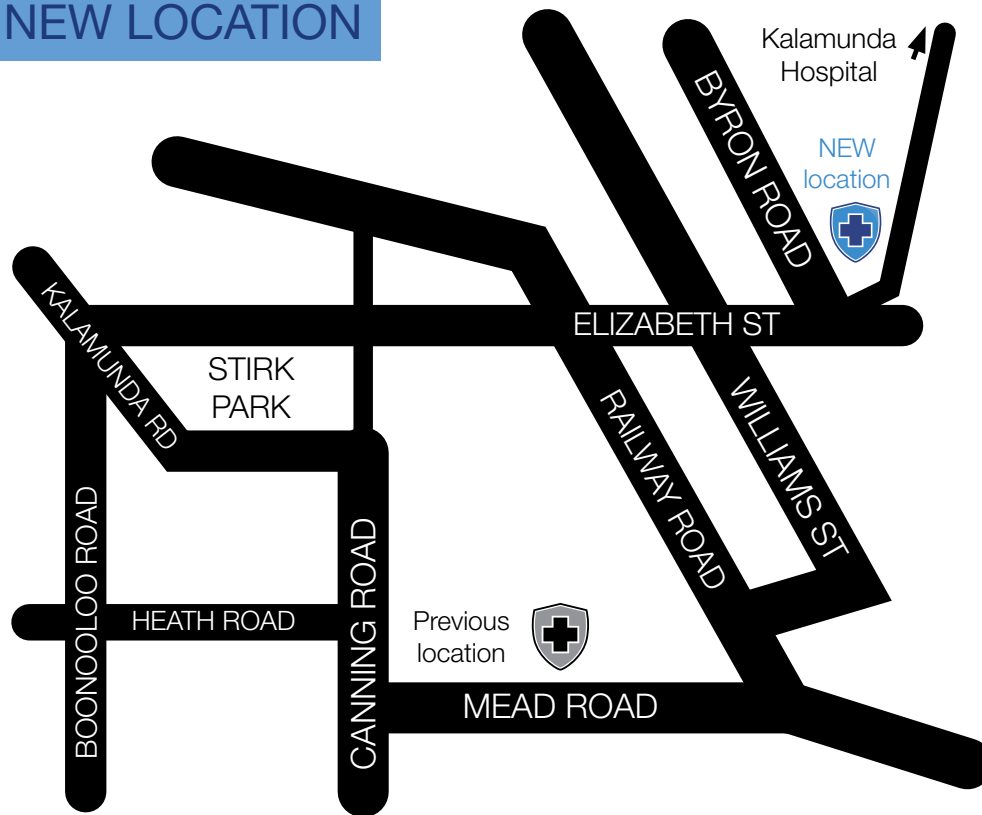 NEW LOCATION
Kalamunda
Hospital
BYRON ROAD
NEW
location
KALAMUNDA RD
ELIZABETH ST
STIRK
PARK
RAILWAY ROAD
WILLIAMS ST
BOONOOLOO ROAD
HEATH ROAD
CANNING ROAD
Previous
location
MEAD ROAD